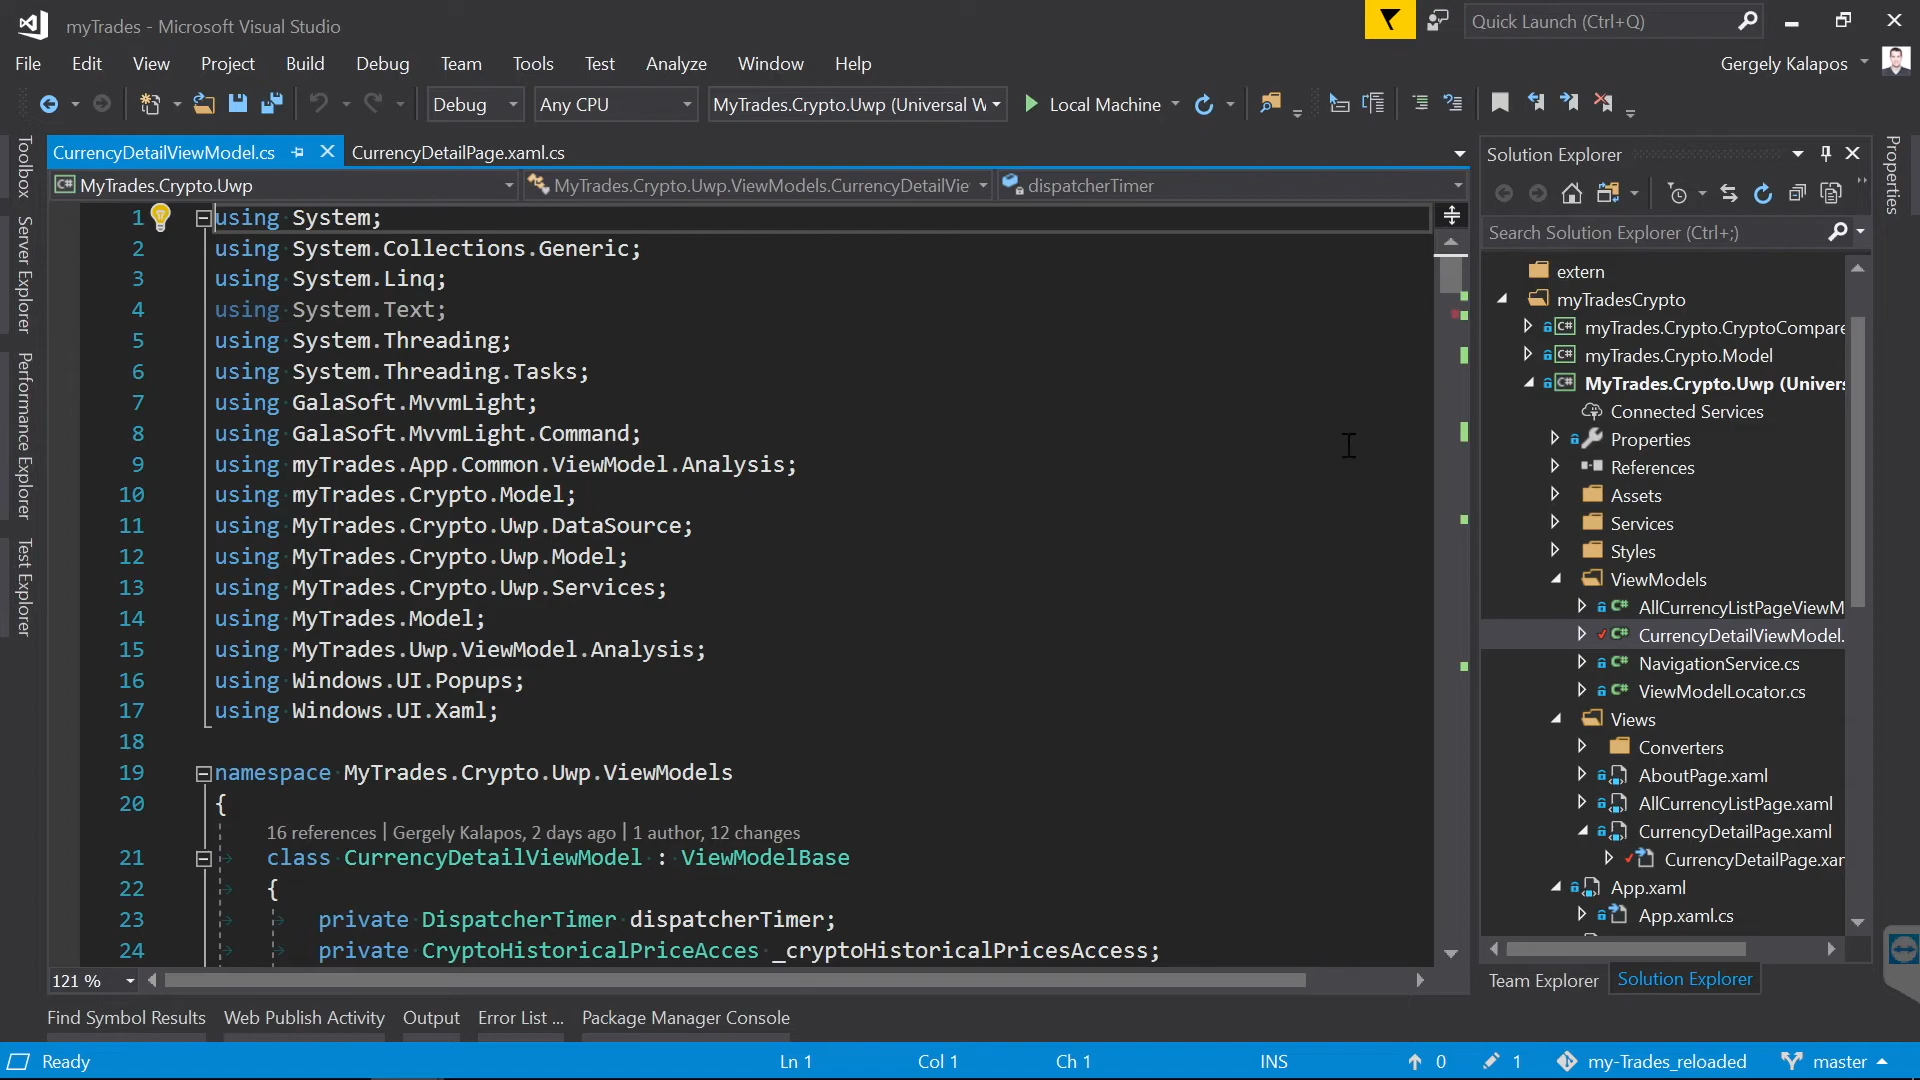 myTrades - Microsoft Visual Studio
Quick Launch (Ctrl+Q)
File Edit View Project Build Debug Team Tools Test Analyze Window Help
Gergely Kalapos
Debug Any CPU MyTrades.Crypto.Uwp (Universal W Local Machine
Toolbox
Server Explorer
Performance Explorer
Test Explorer
CurrencyDetailViewModel.cs CurrencyDetailPage.xaml.cs
MyTrades.Crypto.Uwp MyTrades.Crypto.Uwp.ViewModels.CurrencyDetailVie dispatcherTimer
1 using System;
2 using System.Collections.Generic;
3 using System.Linq;
4 using System.Text;
5 using System.Threading;
6 using System.Threading.Tasks;
7 using GalaSoft.MvvmLight;
8 using GalaSoft.MvvmLight.Command;
9 using myTrades.App.Common.ViewModel.Analysis;
10 using myTrades.Crypto.Model;
11 using MyTrades.Crypto.Uwp.DataSource;
12 using MyTrades.Crypto.Uwp.Model;
13 using MyTrades.Crypto.Uwp.Services;
14 using MyTrades.Model;
15 using MyTrades.Uwp.ViewModel.Analysis;
16 using Windows.UI.Popups;
17 using Windows.UI.Xaml;
18
19 namespace MyTrades.Crypto.Uwp.ViewModels
20 {
16 references | Gergely Kalapos, 2 days ago | 1 author, 12 changes
21 class CurrencyDetailViewModel : ViewModelBase
22 {
23 private DispatcherTimer dispatcherTimer;
24 private CryptoHistoricalPriceAcces _cryptoHistoricalPricesAccess;
121 %
Solution Explorer
Search Solution Explorer (Ctrl+;)
extern
myTradesCrypto
C# myTrades.Crypto.CryptoCompare
C# myTrades.Crypto.Model
C# MyTrades.Crypto.Uwp (Univers
Connected Services
Properties
References
Assets
Services
Styles
ViewModels
C# AllCurrencyListPageViewM
C# CurrencyDetailViewModel.
C# NavigationService.cs
C# ViewModelLocator.cs
Views
Converters
AboutPage.xaml
AllCurrencyListPage.xaml
CurrencyDetailPage.xaml
CurrencyDetailPage.xar
App.xaml
App.xaml.cs
Team Explorer Solution Explorer
Properties
Find Symbol Results Web Publish Activity Output Error List ... Package Manager Console
Ready Ln 1 Col 1 Ch 1 INS 0 1 my-Trades_reloaded master